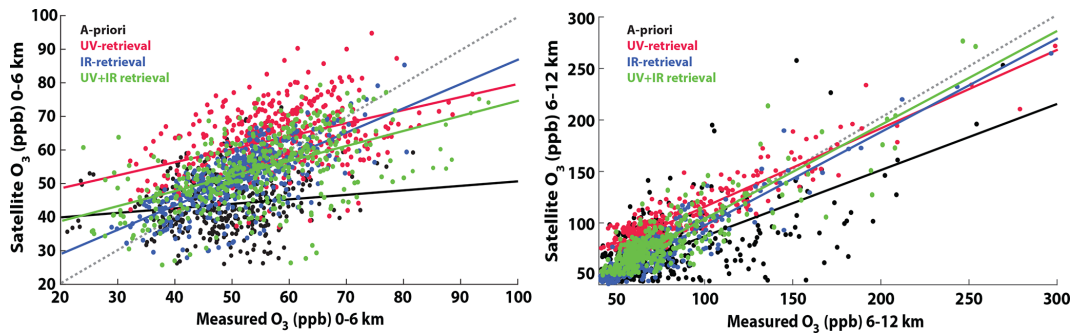 A-priori
UV-retrieval
IR-retrieval
UV+IR retrieval
Satellite O3 (ppb) 0-6 km
100
90
80
70
60
50
40
30
20
20 30 40 50 60 70 80 90 100
Measured O3 (ppb) 0-6 km
A-priori
UV-retrieval
IR-retrieval
UV+IR retrieval
Satellite O3 (ppb) 6-12 km
300
250
200
150
100
50
50 100 150 200 250 300
Measured O3 (ppb) 6-12 km